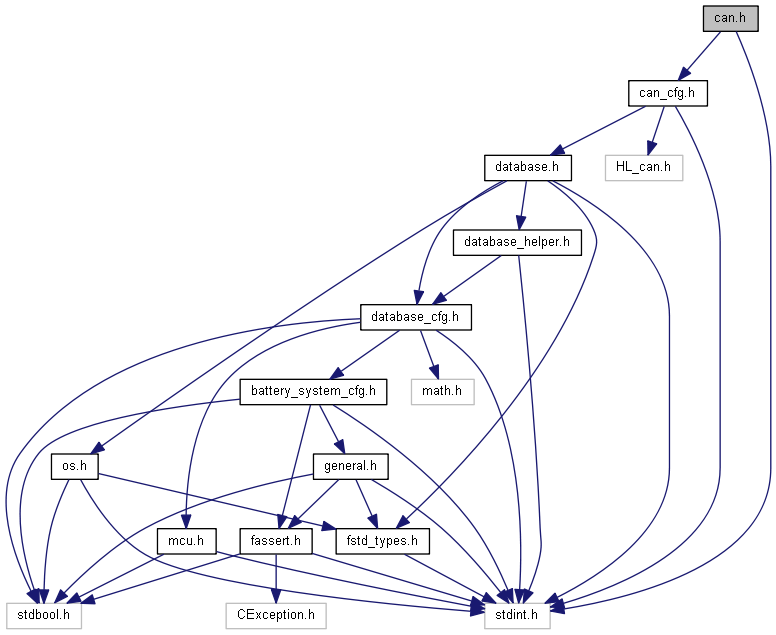 can.h
can_cfg.h
database.h
HL_can.h
database_helper.h
database_cfg.h
battery_system_cfg.h
math.h
os.h
general.h
mcu.h
fassert.h
fstd_types.h
stdbool.h
CException.h
stdint.h